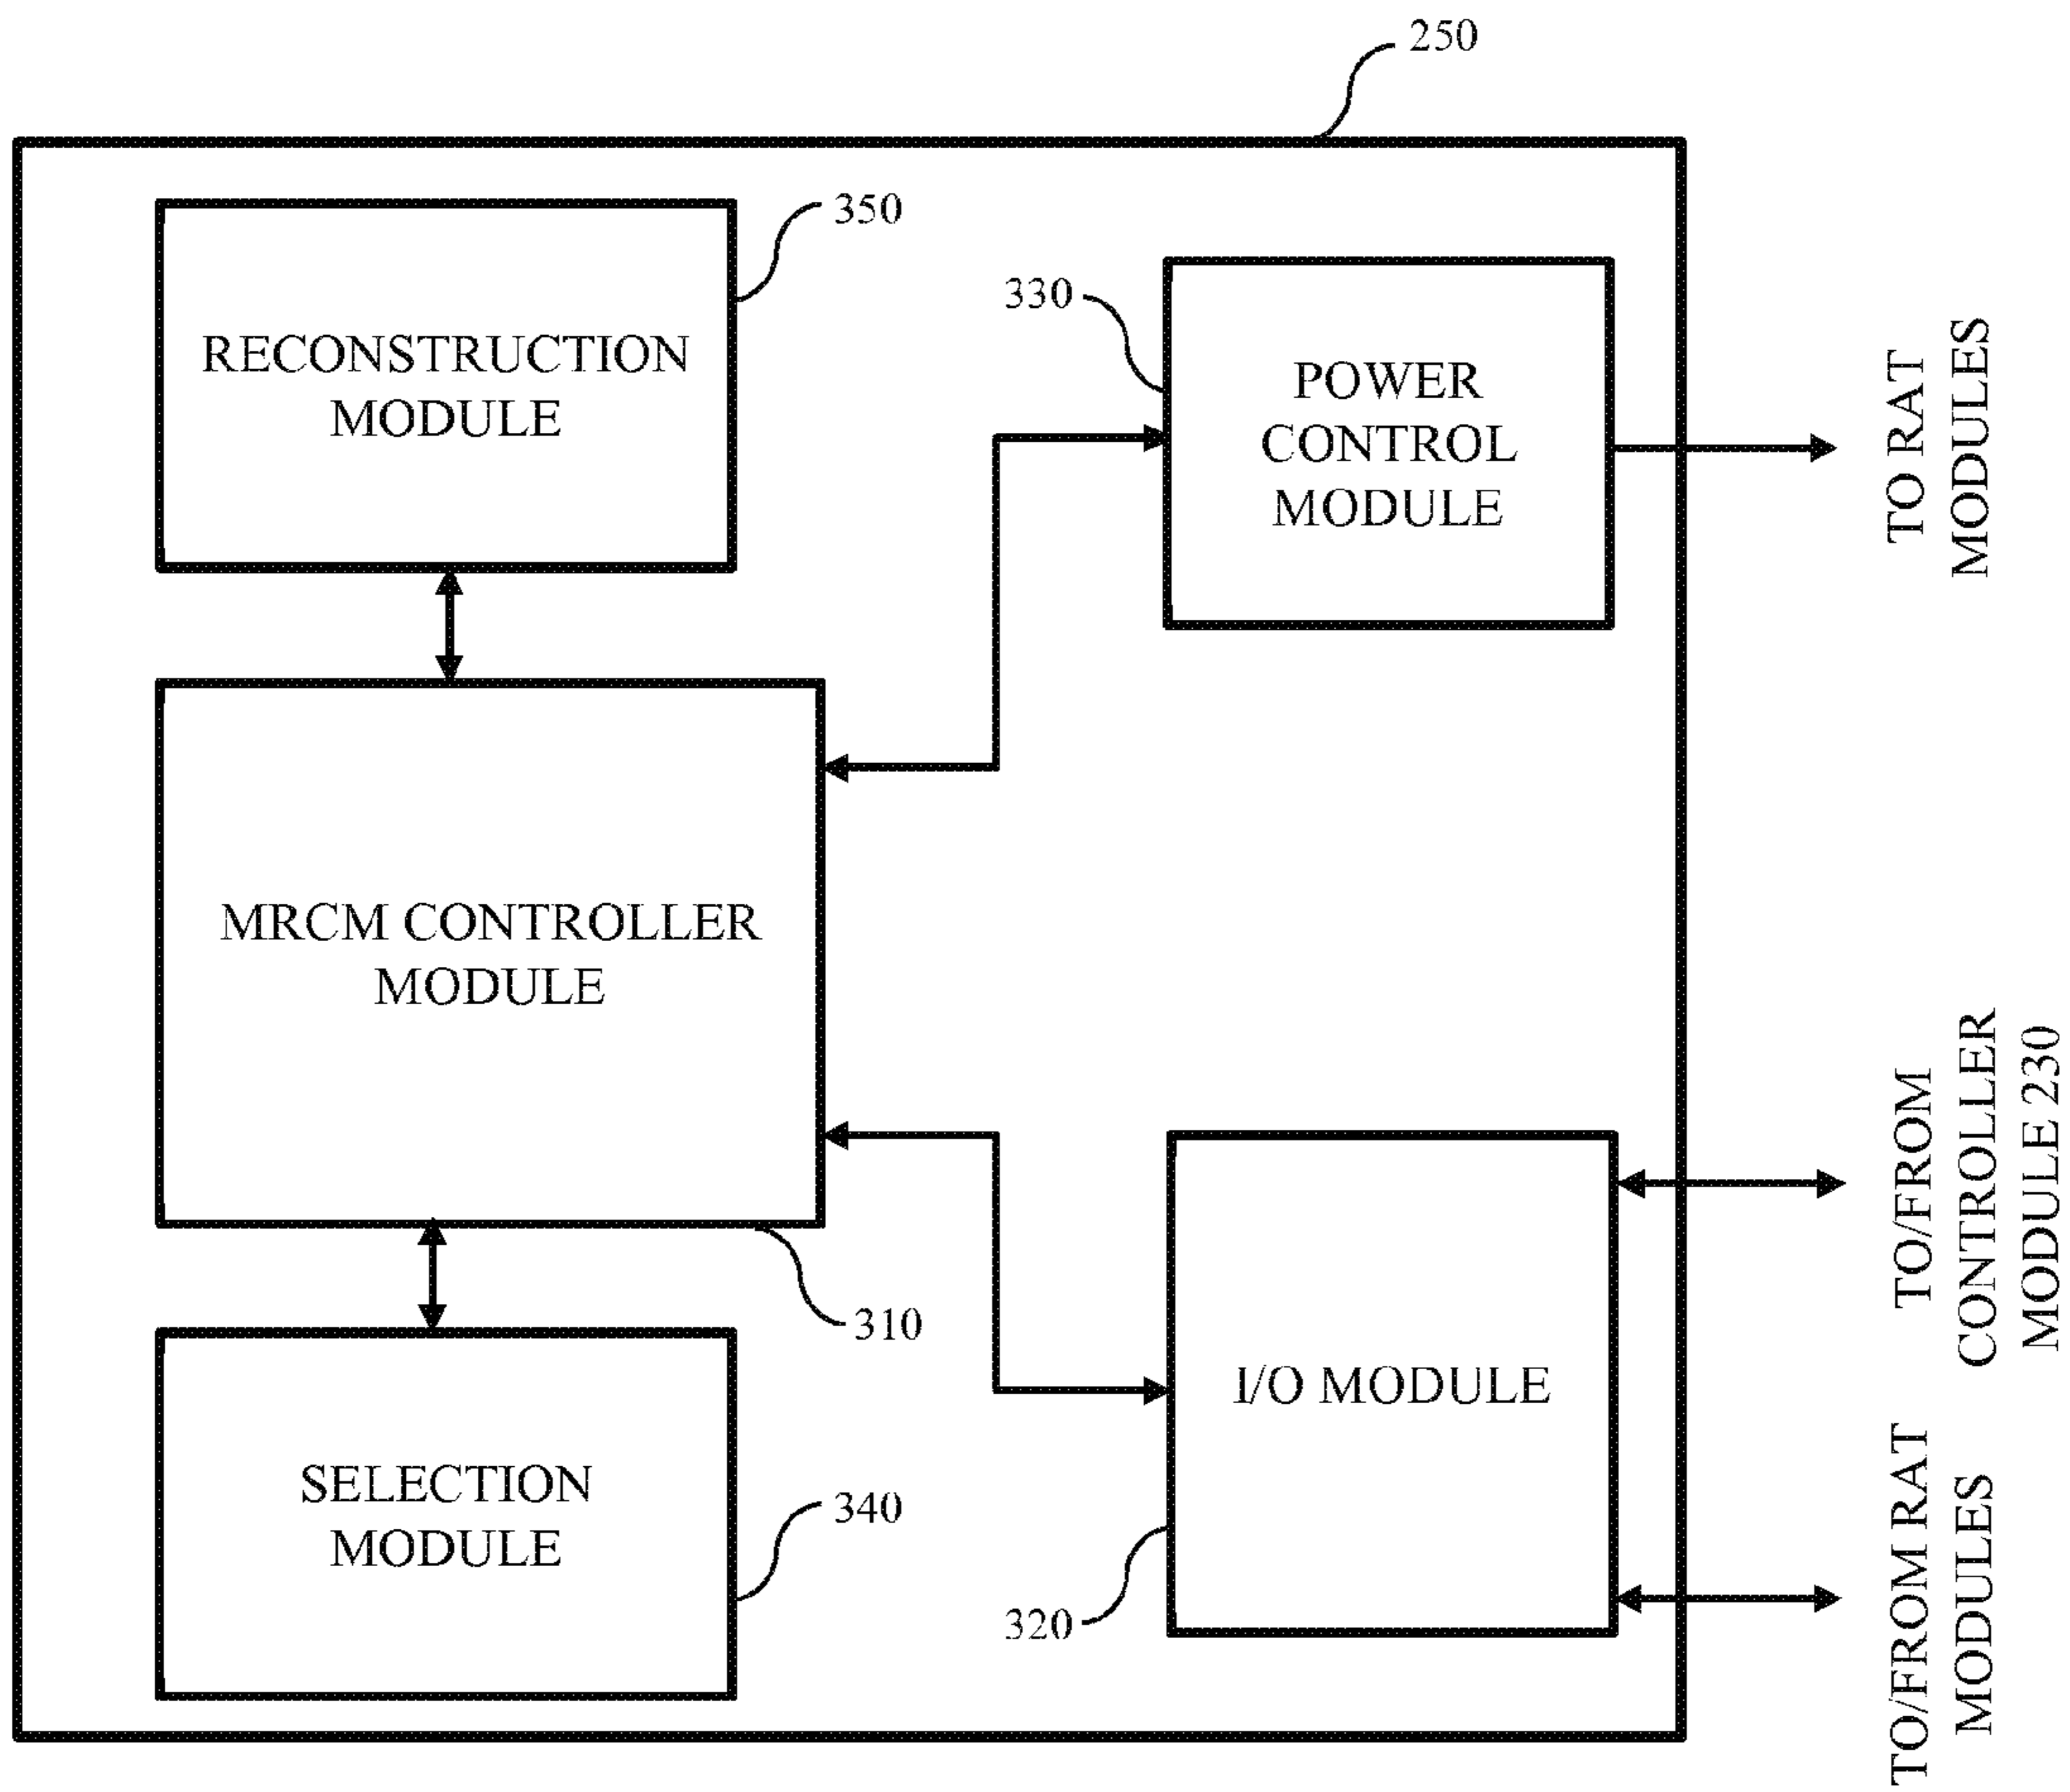 250
350
RECONSTRUCTION
MODULE
330
POWER
CONTROL
MODULE
TO RAT
MODULES
MRCM CONTROLLER
MODULE
310
I/O MODULE
320
TO/FROM
CONTROLLER
MODULE 230
SELECTION
MODULE
340
TO/FROM RAT
MODULES